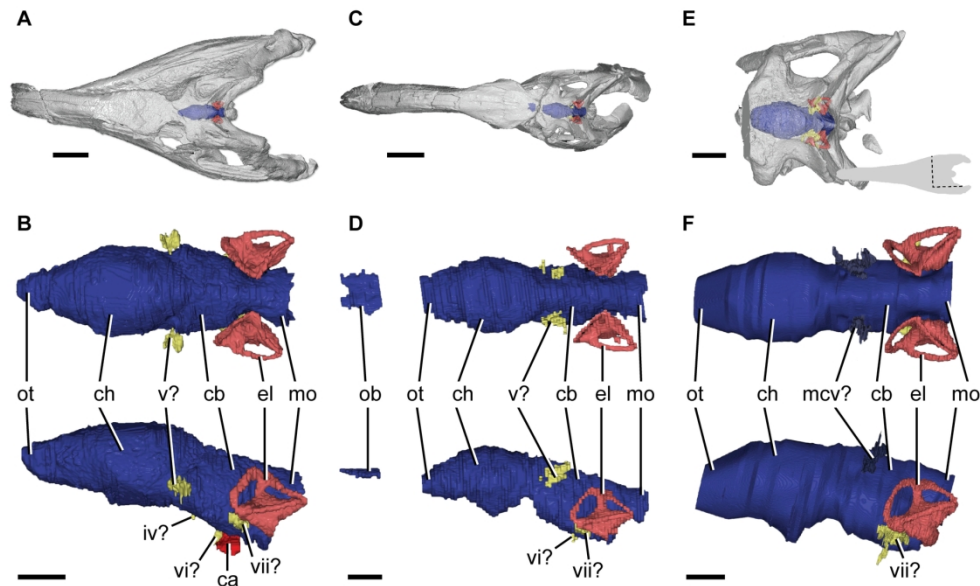 A C E
B D F
ot ch v? cb el mo ob ot ch v? cb el mo ot ch mcv? cb el mo
iv?
vi? ca vii? vi? vii? vii?